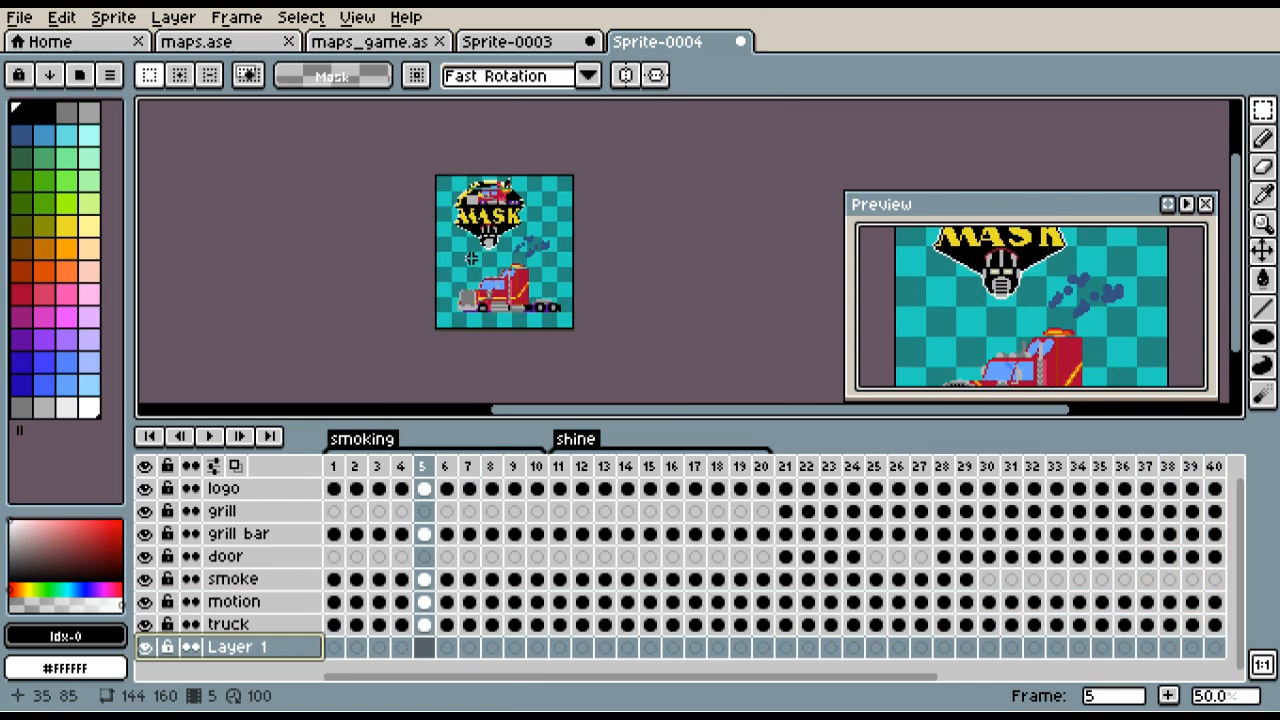 File Edit Sprite Layer Frame Select View Help
Home maps.ase maps_game.as Sprite-0003 Sprite-0004
Mask Fast Rotation
MASK
Preview
MASK
smoking shine
1 2 3 4 5 6 7 8 9 10 11 12 13 14 15 16 17 18 19 20 21 22 23 24 25 26 27 28 29 30 31 32 33 34 35 36 37 38 39 40
logo
grill
grill bar
door
smoke
motion
truck
Layer 1
Idx-0
#FFFFFF
1:1
35 85 144 160 5 100 Frame: 5 50.0%